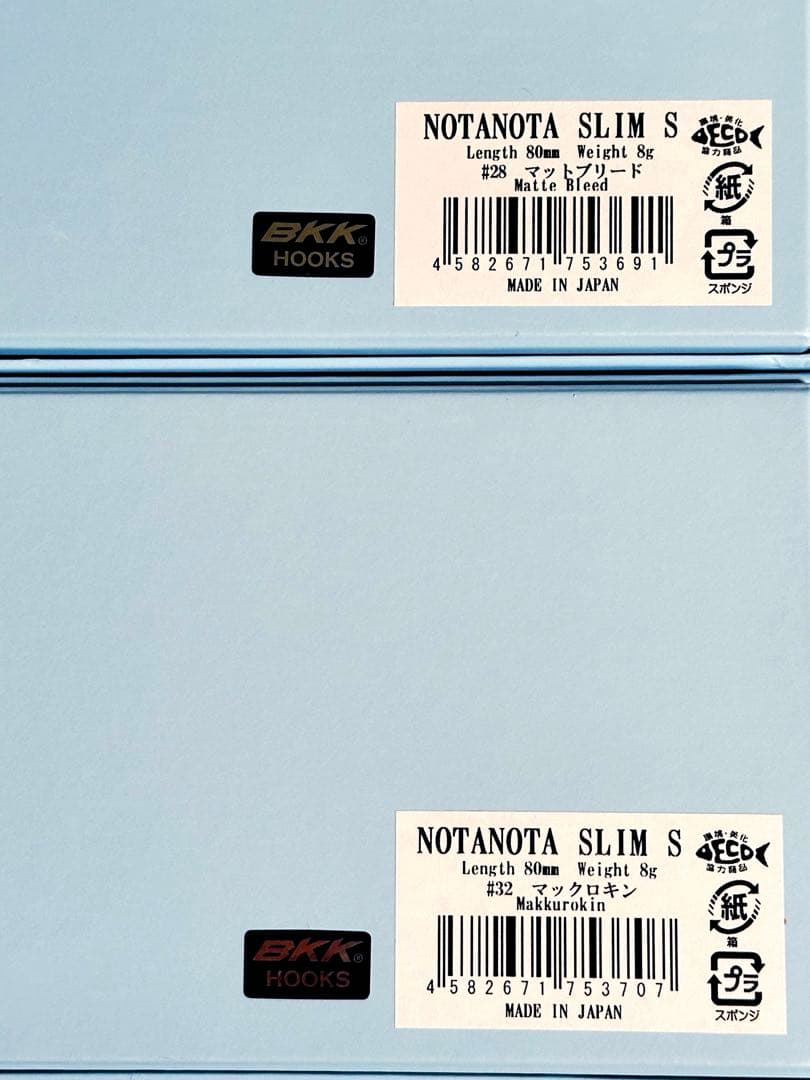 NOTANOTA SLIM S
Length 80mm Weight 8g
#28 マットブリード
Matte Bleed
4 582671 753691
MADE IN JAPAN
環境・美化
ECO
協力商品
紙
箱
プラ
スポンジ
BKK®
HOOKS
NOTANOTA SLIM S
Length 80mm Weight 8g
#32 マックロキン
Makkurokin
4 582671 753707
MADE IN JAPAN
環境・美化
ECO
協力商品
紙
箱
プラ
スポンジ
BKK®
HOOKS